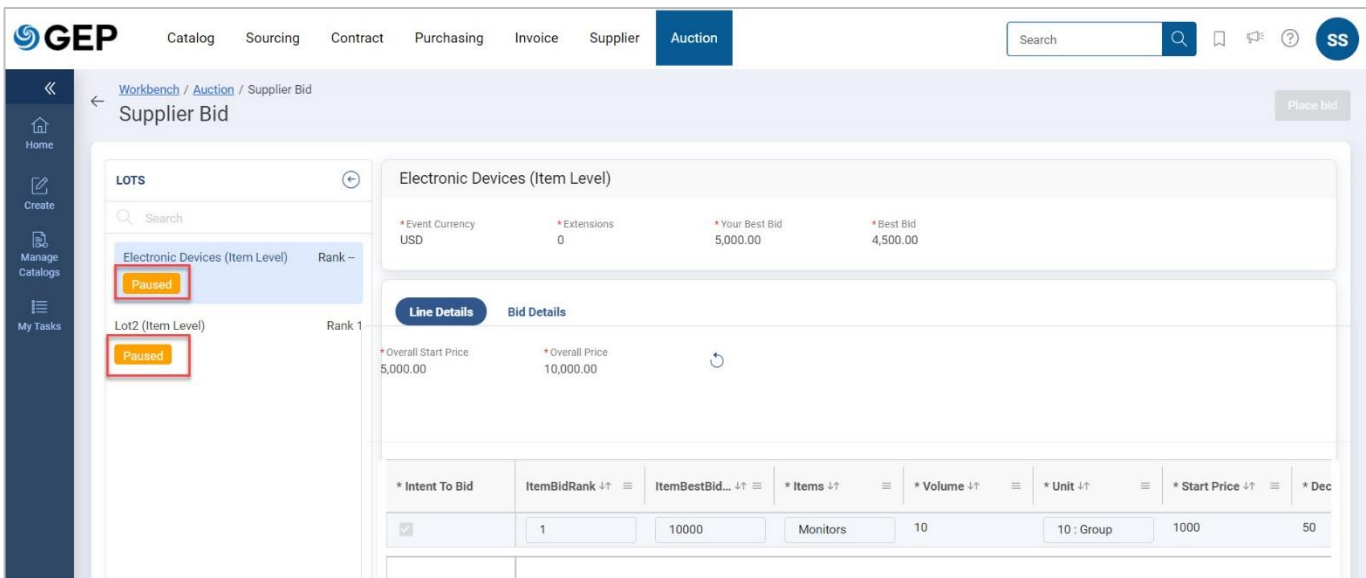 GEP
Catalog Sourcing Contract Purchasing Invoice Supplier Auction
Search
SS
Workbench / Auction / Supplier Bid
Supplier Bid
Place bid
Home
Create
Manage
Catalogs
My Tasks
LOTS
Search
Electronic Devices (Item Level) Rank --
Paused
Lot2 (Item Level) Rank 1
Paused
Electronic Devices (Item Level)
* Event Currency * Extensions * Your Best Bid * Best Bid
USD 0 5,000.00 4,500.00
Line Details Bid Details
* Overall Start Price * Overall Price
5,000.00 10,000.00
* Intent To Bid ItemBidRank ItemBestBid... * Items * Volume * Unit * Start Price * Dec
1 10000 Monitors 10 10 : Group 1000 50